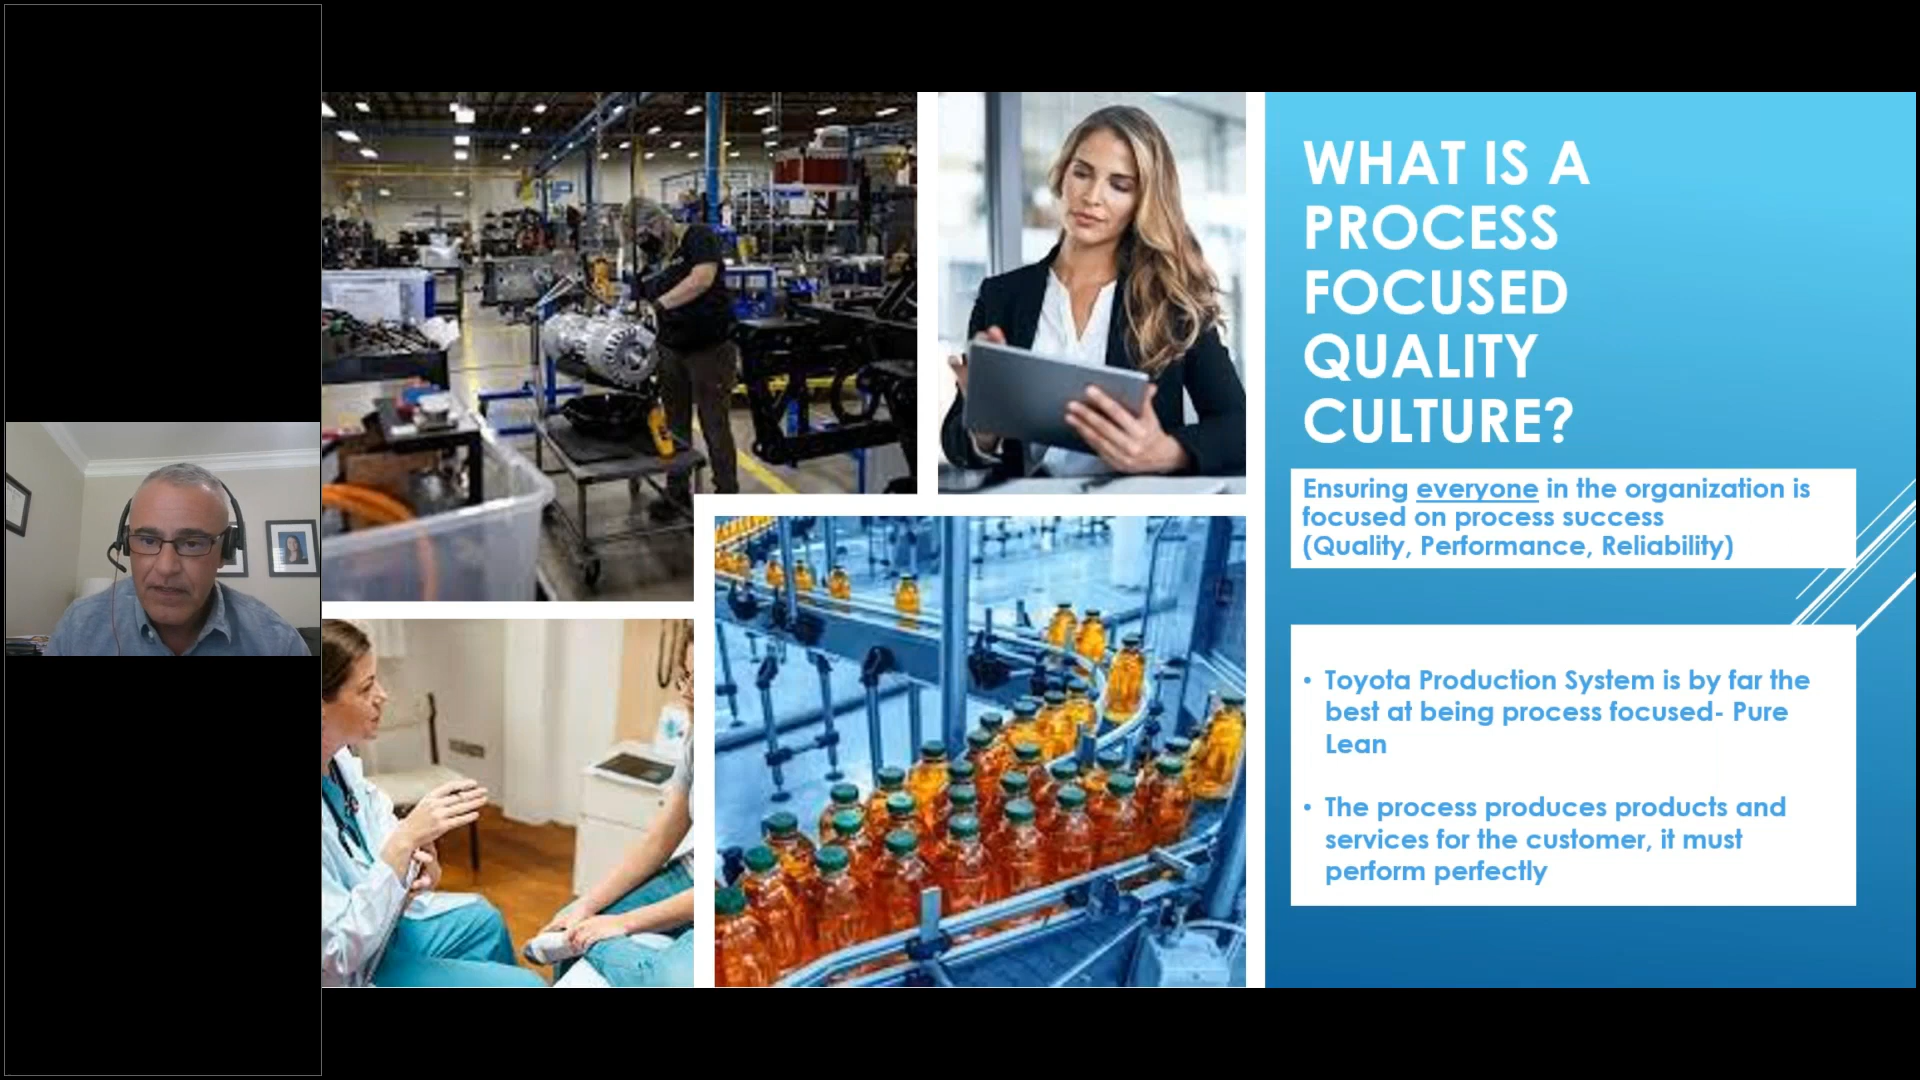 WHAT IS A
PROCESS
FOCUSED
QUALITY
CULTURE?
Ensuring everyone in the organization is
focused on process success
(Quality, Performance, Reliability)
• Toyota Production System is by far the
best at being process focused- Pure
Lean
• The process produces products and
services for the customer, it must
perform perfectly